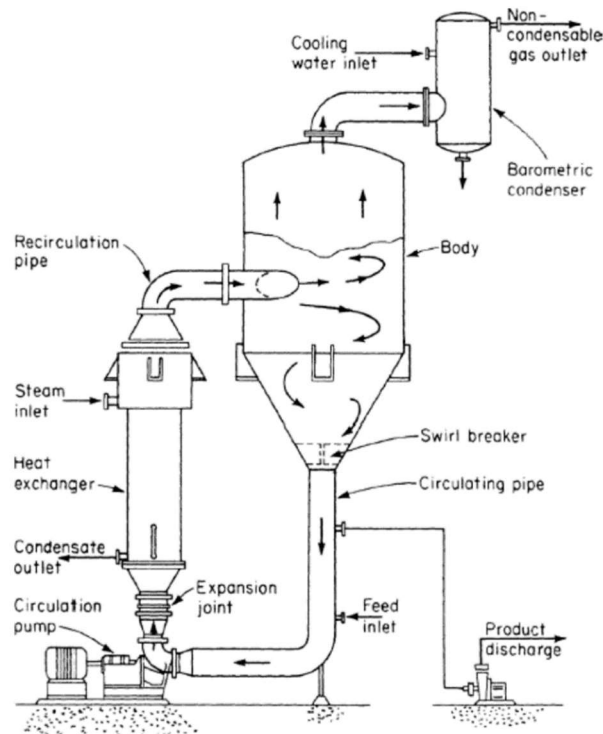 Non-
condensable
gas outlet
Cooling
water inlet
Barometric
condenser
Recirculation
pipe
Body
Steam
inlet
Swirl breaker
Heat
exchanger
Circulating pipe
Condensate
outlet
Expansion
joint
Circulation
pump
Feed
inlet
Product
discharge